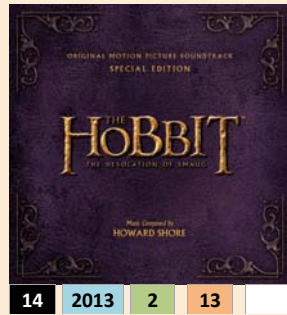 ORIGINAL MOTION PICTURE SOUNDTRACK
SPECIAL EDITION
THE
HOBBIT
THE DESOLATION OF SMAUG
Music Composed by
HOWARD SHORE
14 2013 2 13